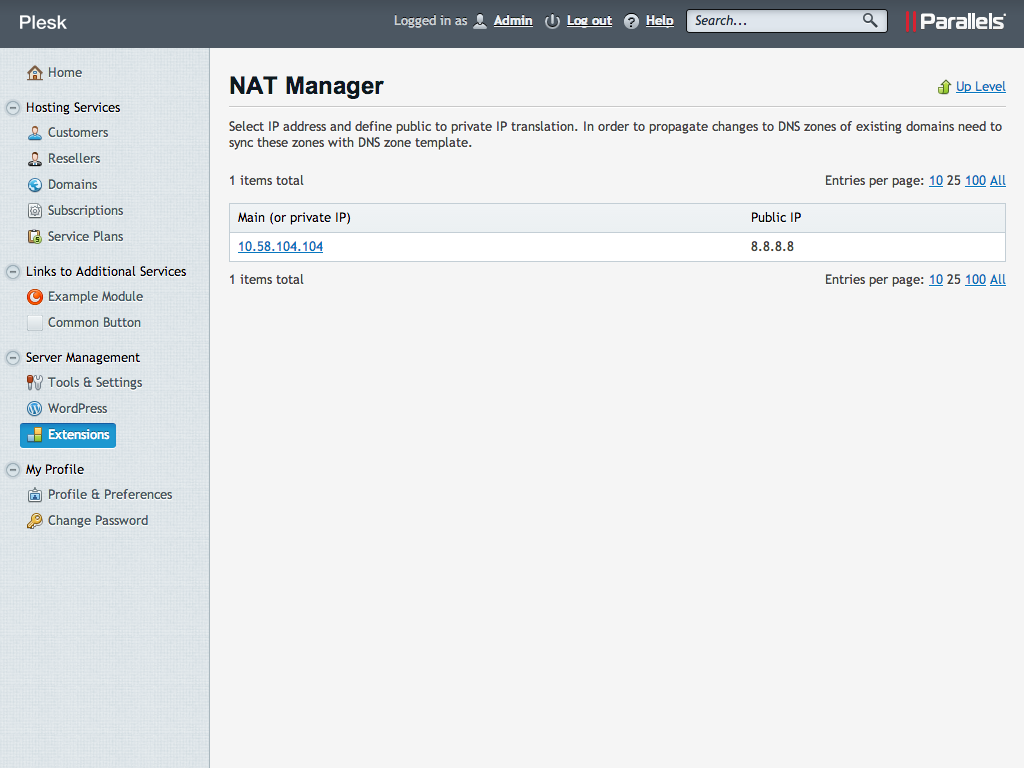 Plesk
Logged in as Admin Log out Help Search... Parallels
Home
Hosting Services
Customers
Resellers
Domains
Subscriptions
Service Plans
Links to Additional Services
Example Module
Common Button
Server Management
Tools & Settings
WordPress
Extensions
My Profile
Profile & Preferences
Change Password
NAT Manager
Up Level
Select IP address and define public to private IP translation. In order to propagate changes to DNS zones of existing domains need to
sync these zones with DNS zone template.
1 items total Entries per page: 10 25 100 All
Main (or private IP) Public IP
10.58.104.104 8.8.8.8
1 items total Entries per page: 10 25 100 All